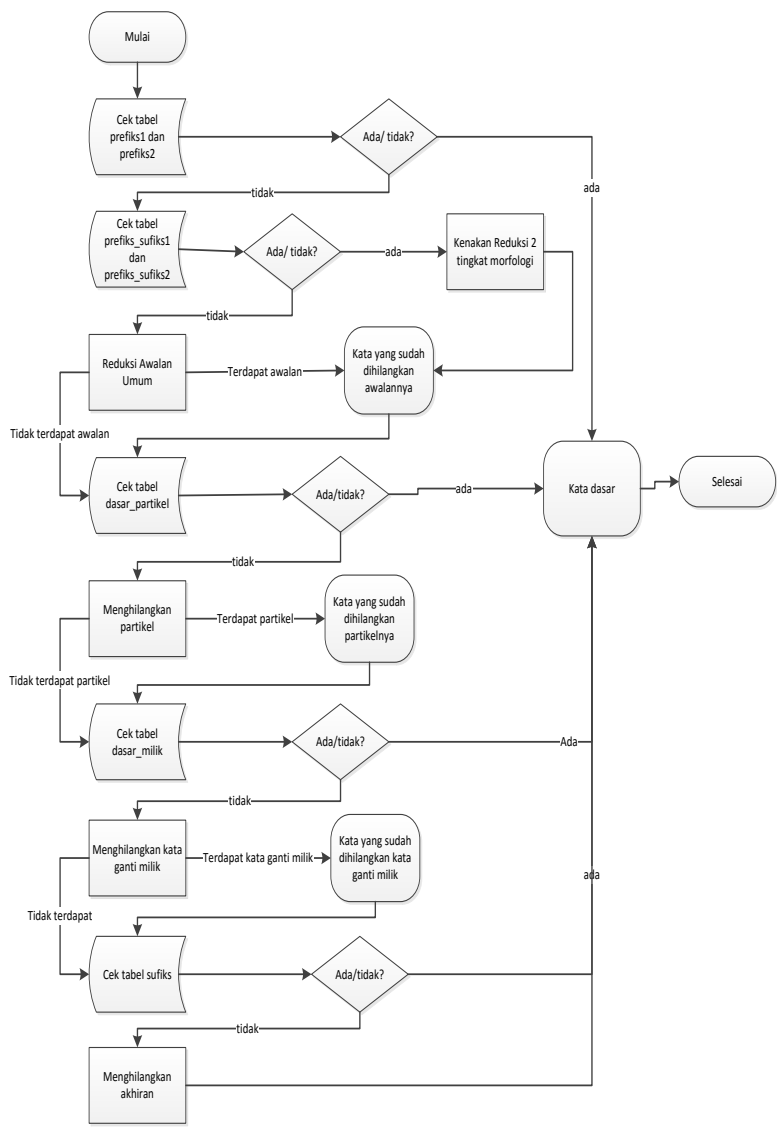 Mulai
Cek tabel
prefiks1 dan
prefiks2
Ada/ tidak?
ada
tidak
Cek tabel
prefiks_sufiks1
dan
prefiks_sufiks2
Ada/ tidak?
ada
Kenakan Reduksi 2
tingkat morfologi
tidak
Reduksi Awalan
Umum
Terdapat awalan
Kata yang sudah
dihilangkan
awalannya
Tidak terdapat awalan
Cek tabel
dasar_partikel
Ada/tidak?
ada
Kata dasar
Selesai
tidak
Menghilangkan
partikel
Terdapat partikel
Kata yang sudah
dihilangkan
partikelnya
Tidak terdapat partikel
Cek tabel
dasar_milik
Ada/tidak?
Ada
tidak
Menghilangkan kata
ganti milik
Terdapat kata ganti milik
Kata yang sudah
dihilangkan kata
ganti milik
ada
Tidak terdapat
Cek tabel sufiks
Ada/tidak?
tidak
Menghilangkan
akhiran